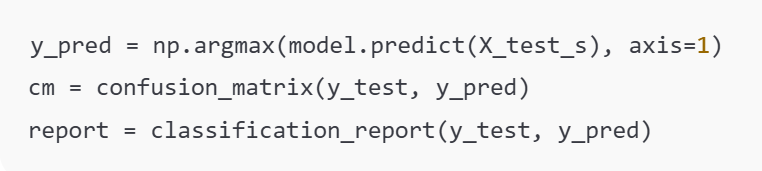 y_pred = np.argmax(model.predict(X_test_s), axis=1)
cm = confusion_matrix(y_test, y_pred)
report = classification_report(y_test, y_pred)